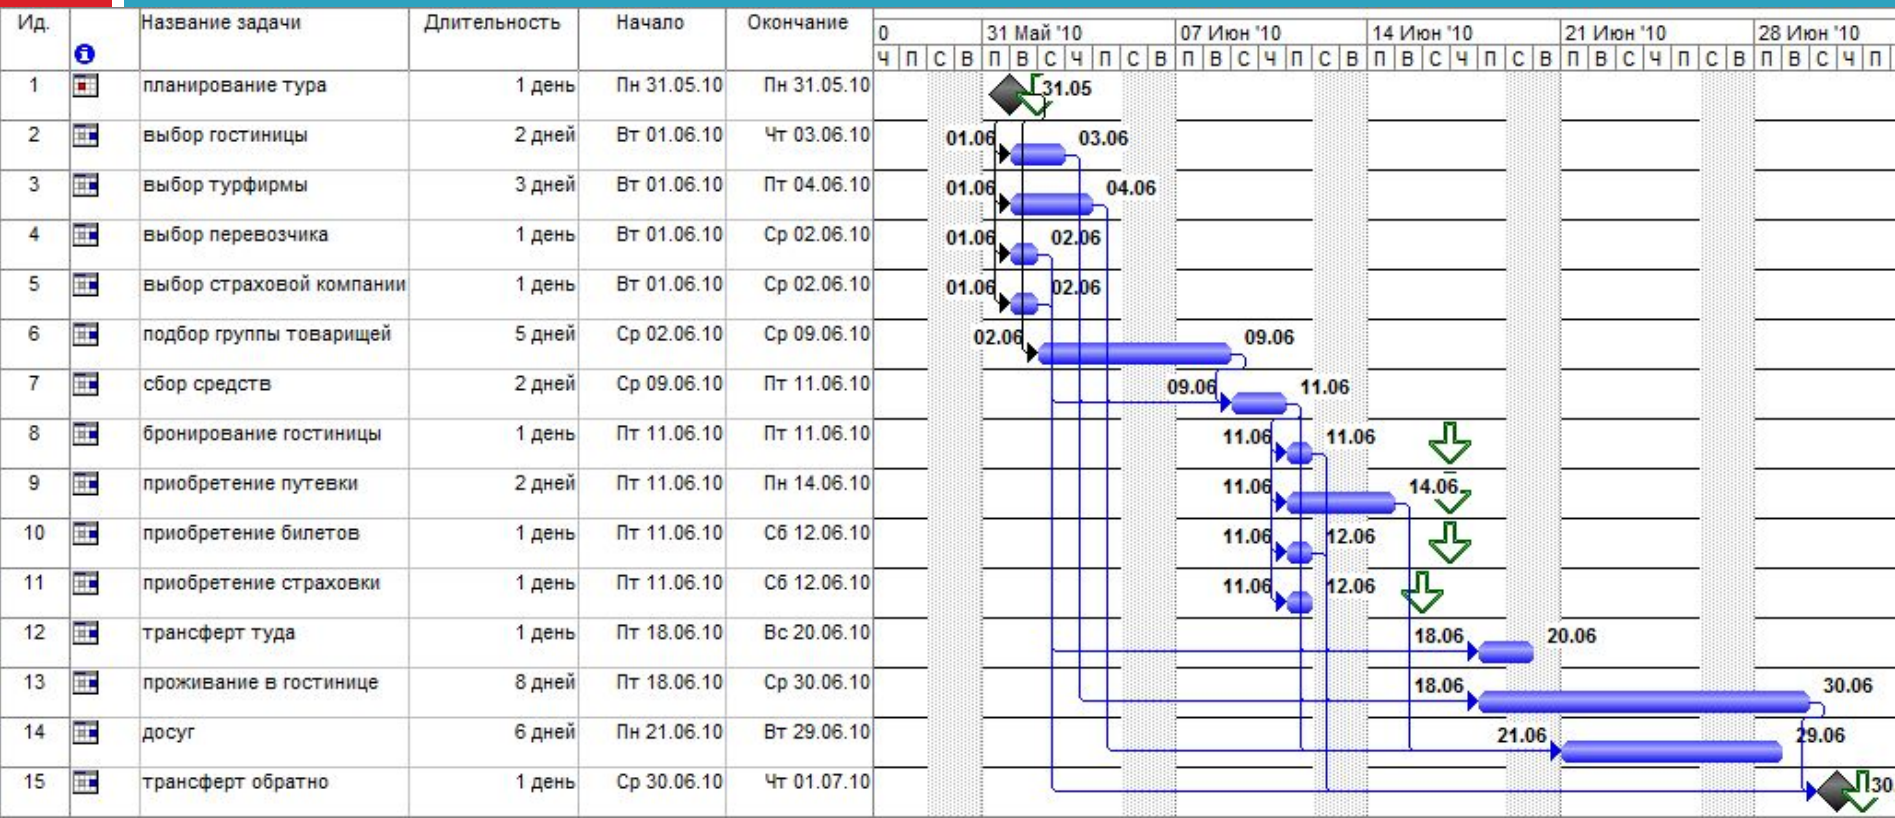 Ид. Название задачи Длительность Начало Окончание
0 31 Май '10 07 Июн '10 14 Июн '10 21 Июн '10 28 Июн '10
Ч П С В П В С Ч П С В П В С Ч П С В П В С Ч П С В П В С Ч П С В П В С Ч П
1 планирование тура 1 день Пн 31.05.10 Пн 31.05.10 31.05
2 выбор гостиницы 2 дней Вт 01.06.10 Чт 03.06.10 01.06 03.06
3 выбор турфирмы 3 дней Вт 01.06.10 Пт 04.06.10 01.06 04.06
4 выбор перевозчика 1 день Вт 01.06.10 Ср 02.06.10 01.06 02.06
5 выбор страховой компании 1 день Вт 01.06.10 Ср 02.06.10 01.06 02.06
6 подбор группы товарищей 5 дней Ср 02.06.10 Ср 09.06.10 02.06 09.06
7 сбор средств 2 дней Ср 09.06.10 Пт 11.06.10 09.06 11.06
8 бронирование гостиницы 1 день Пт 11.06.10 Пт 11.06.10 11.06 11.06
9 приобретение путевки 2 дней Пт 11.06.10 Пн 14.06.10 11.06 14.06
10 приобретение билетов 1 день Пт 11.06.10 Сб 12.06.10 11.06 12.06
11 приобретение страховки 1 день Пт 11.06.10 Сб 12.06.10 11.06 12.06
12 трансферт туда 1 день Пт 18.06.10 Вс 20.06.10 18.06 20.06
13 проживание в гостинице 8 дней Пт 18.06.10 Ср 30.06.10 18.06 30.06
14 досуг 6 дней Пн 21.06.10 Вт 29.06.10 21.06 29.06
15 трансферт обратно 1 день Ср 30.06.10 Чт 01.07.10 30